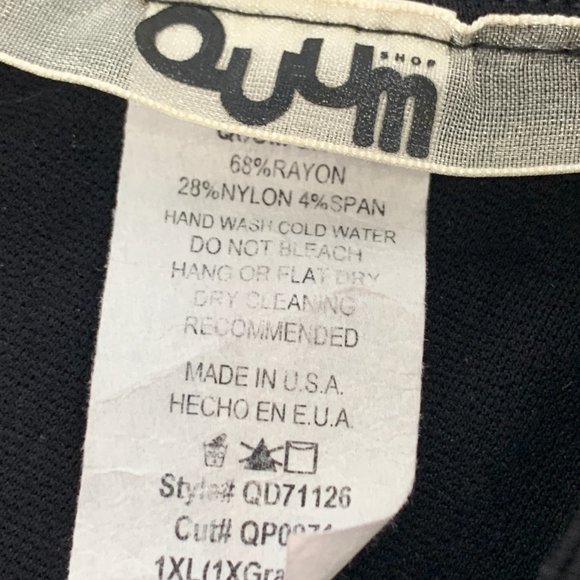 Quum
SHOP
68%RAYON
28%NYLON 4%SPAN
HAND WASH COLD WATER
DO NOT BLEACH
HANG OR FLAT DRY
DRY CLEANING
RECOMMENDED
MADE IN U.S.A.
HECHO EN E.U.A.
Style# QD71126
Cut#